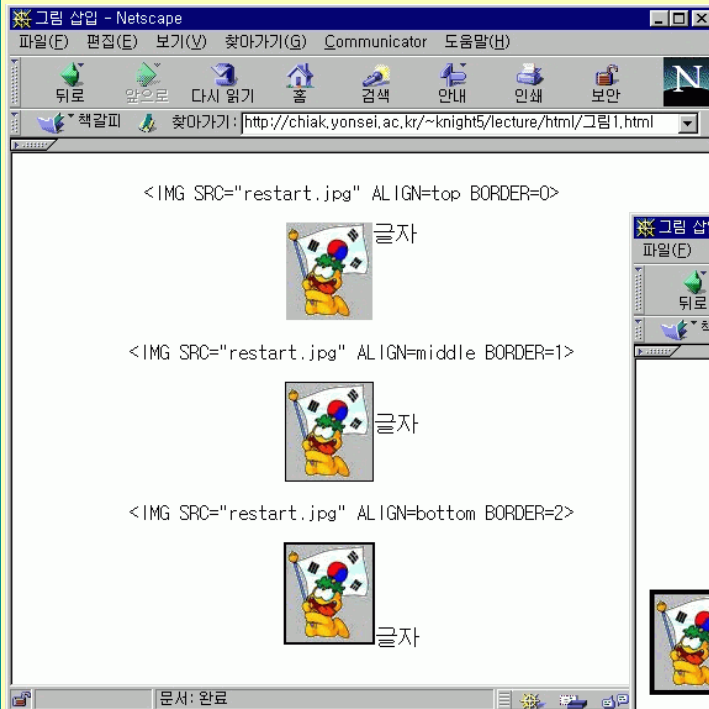 그림 삽입 - Netscape
파일(F) 편집(E) 보기(V) 찾아가기(G) Communicator 도움말(H)
뒤로 앞으로 다시 읽기 홈 검색 안내 인쇄 보안
N
책갈피 찾아가기: http://chiak.yonsei.ac.kr/~knight5/lecture/html/그림1.html
<IMG SRC="restart.jpg" ALIGN=top BORDER=0>
글자
<IMG SRC="restart.jpg" ALIGN=middle BORDER=1>
글자
<IMG SRC="restart.jpg" ALIGN=bottom BORDER=2>
글자
문서: 완료
그림 삽
파일(F)
뒤로
책